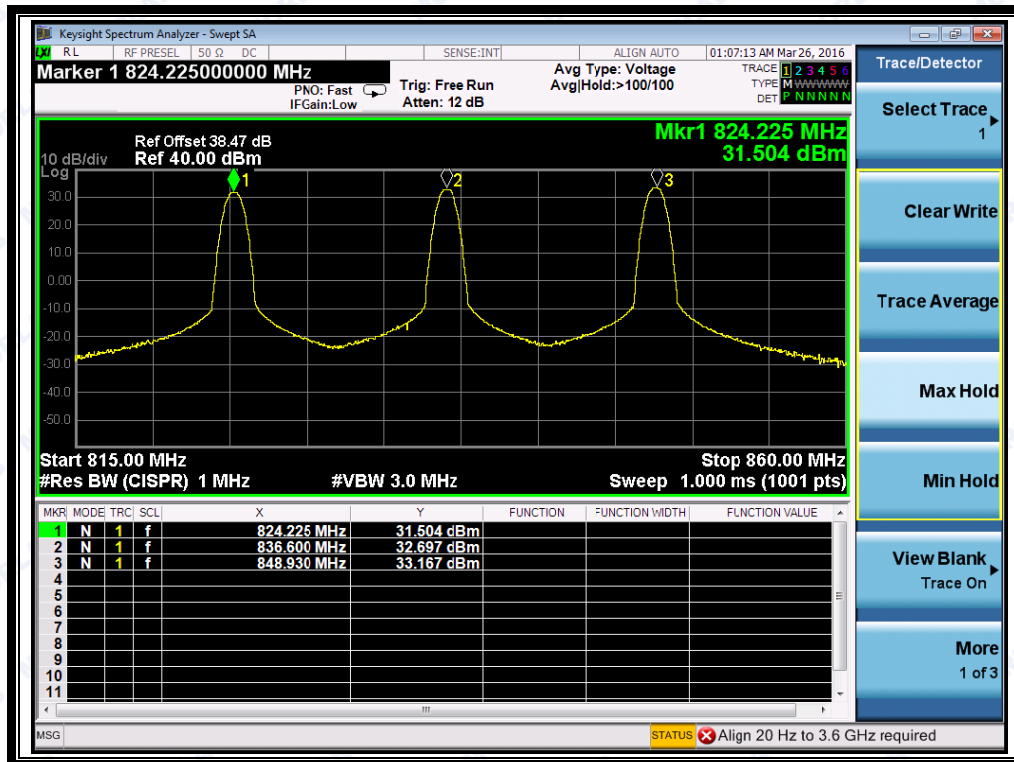 Keysight Spectrum Analyzer - Swept SA
LXI RL RF PRESEL 50 Ω DC SENSE:INT ALIGN AUTO 01:07:13 AM Mar 26, 2016
Marker 1 824.225000000 MHz
PNO: Fast
IFGain:Low
Trig: Free Run
Atten: 12 dB
Avg Type: Voltage
Avg|Hold:>100/100
TRACE 1 2 3 4 5 6
TYPE M WWWWW
DET P N N N N N
Ref Offset 38.47 dB
10 dB/div Ref 40.00 dBm
Log
Mkr1 824.225 MHz
31.504 dBm
1
2
3
30.0
20.0
10.0
0.00
-10.0
-20.0
-30.0
-40.0
-50.0
Start 815.00 MHz Stop 860.00 MHz
#Res BW (CISPR) 1 MHz #VBW 3.0 MHz Sweep 1.000 ms (1001 pts)
MKR MODE TRC SCL X Y FUNCTION FUNCTION WIDTH FUNCTION VALUE
1 N 1 f 824.225 MHz 31.504 dBm
2 N 1 f 836.600 MHz 32.697 dBm
3 N 1 f 848.930 MHz 33.167 dBm
4
5
6
7
8
9
10
11
MSG STATUS Align 20 Hz to 3.6 GHz required
Trace/Detector
Select Trace
1
Clear Write
Trace Average
Max Hold
Min Hold
View Blank
Trace On
More
1 of 3